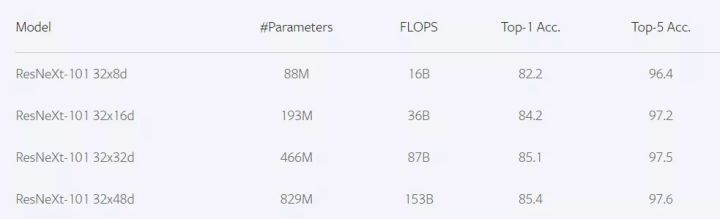 Model #Parameters FLOPS Top-1 Acc. Top-5 Acc.
ResNeXt-101 32x8d 88M 16B 82.2 96.4
ResNeXt-101 32x16d 193M 36B 84.2 97.2
ResNeXt-101 32x32d 466M 87B 85.1 97.5
ResNeXt-101 32x48d 829M 153B 85.4 97.6